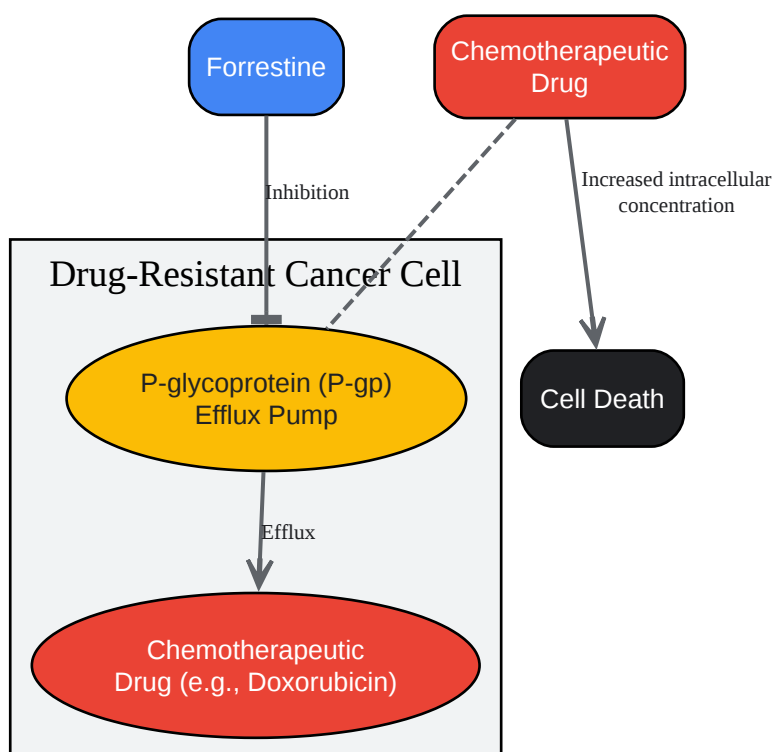 Forrestine
Chemotherapeutic
Drug
Inhibition
Increased intracellular
concentration
Drug-Resistant Cancer Cell
P-glycoprotein (P-gp)
Efflux Pump
Cell Death
Efflux
Chemotherapeutic
Drug (e.g., Doxorubicin)